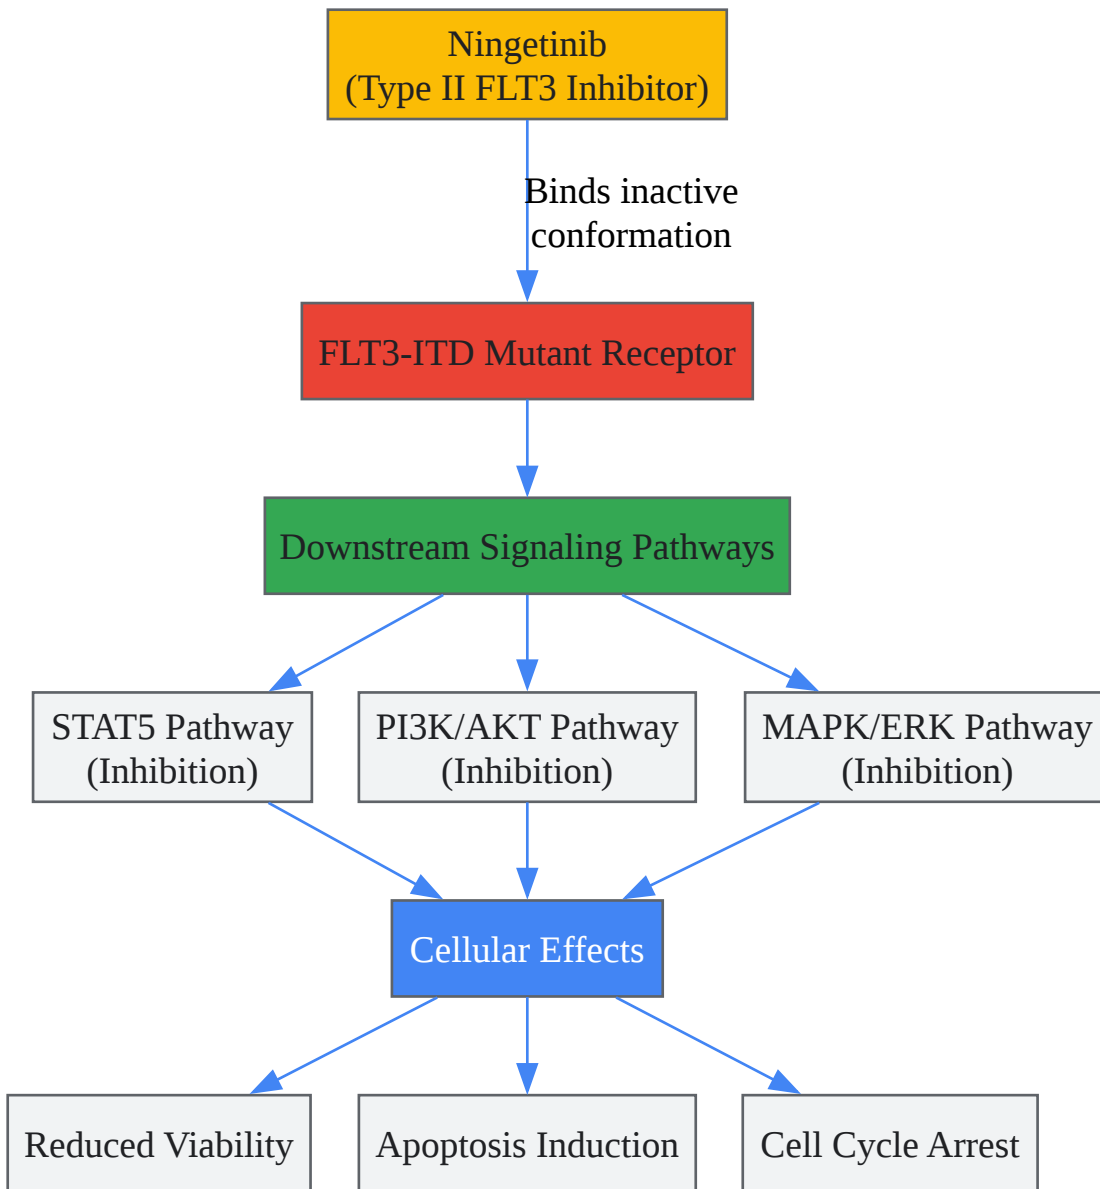 Ningetinib
(Type II FLT3 Inhibitor)
Binds inactive
conformation
FLT3-ITD Mutant Receptor
Downstream Signaling Pathways
STAT5 Pathway
(Inhibition)
PI3K/AKT Pathway
(Inhibition)
MAPK/ERK Pathway
(Inhibition)
Cellular Effects
Reduced Viability
Apoptosis Induction
Cell Cycle Arrest